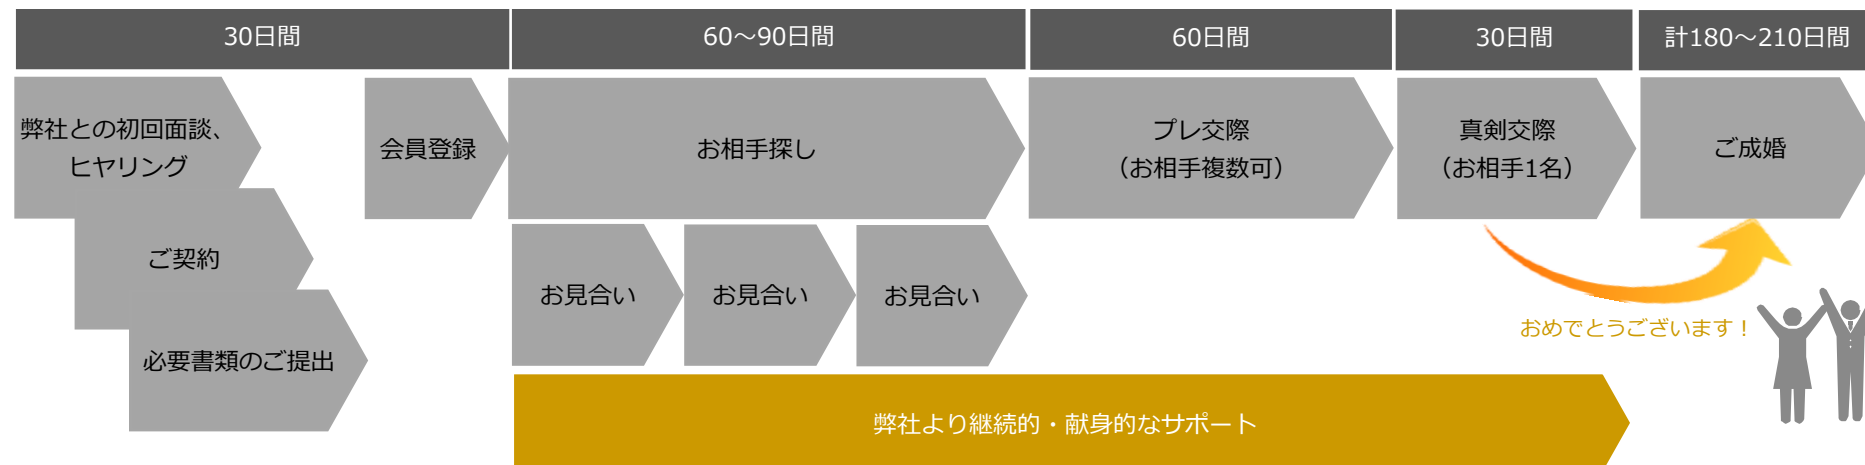 30日間
60～90日間
60日間
30日間
計180～210日間
弊社との初回面談、
ヒヤリング
会員登録
お相手探し
プレ交際
（お相手複数可）
真剣交際
（お相手1名）
ご成婚
ご契約
お見合い
お見合い
お見合い
必要書類のご提出
おめでとうございます！
弊社より継続的・献身的なサポート